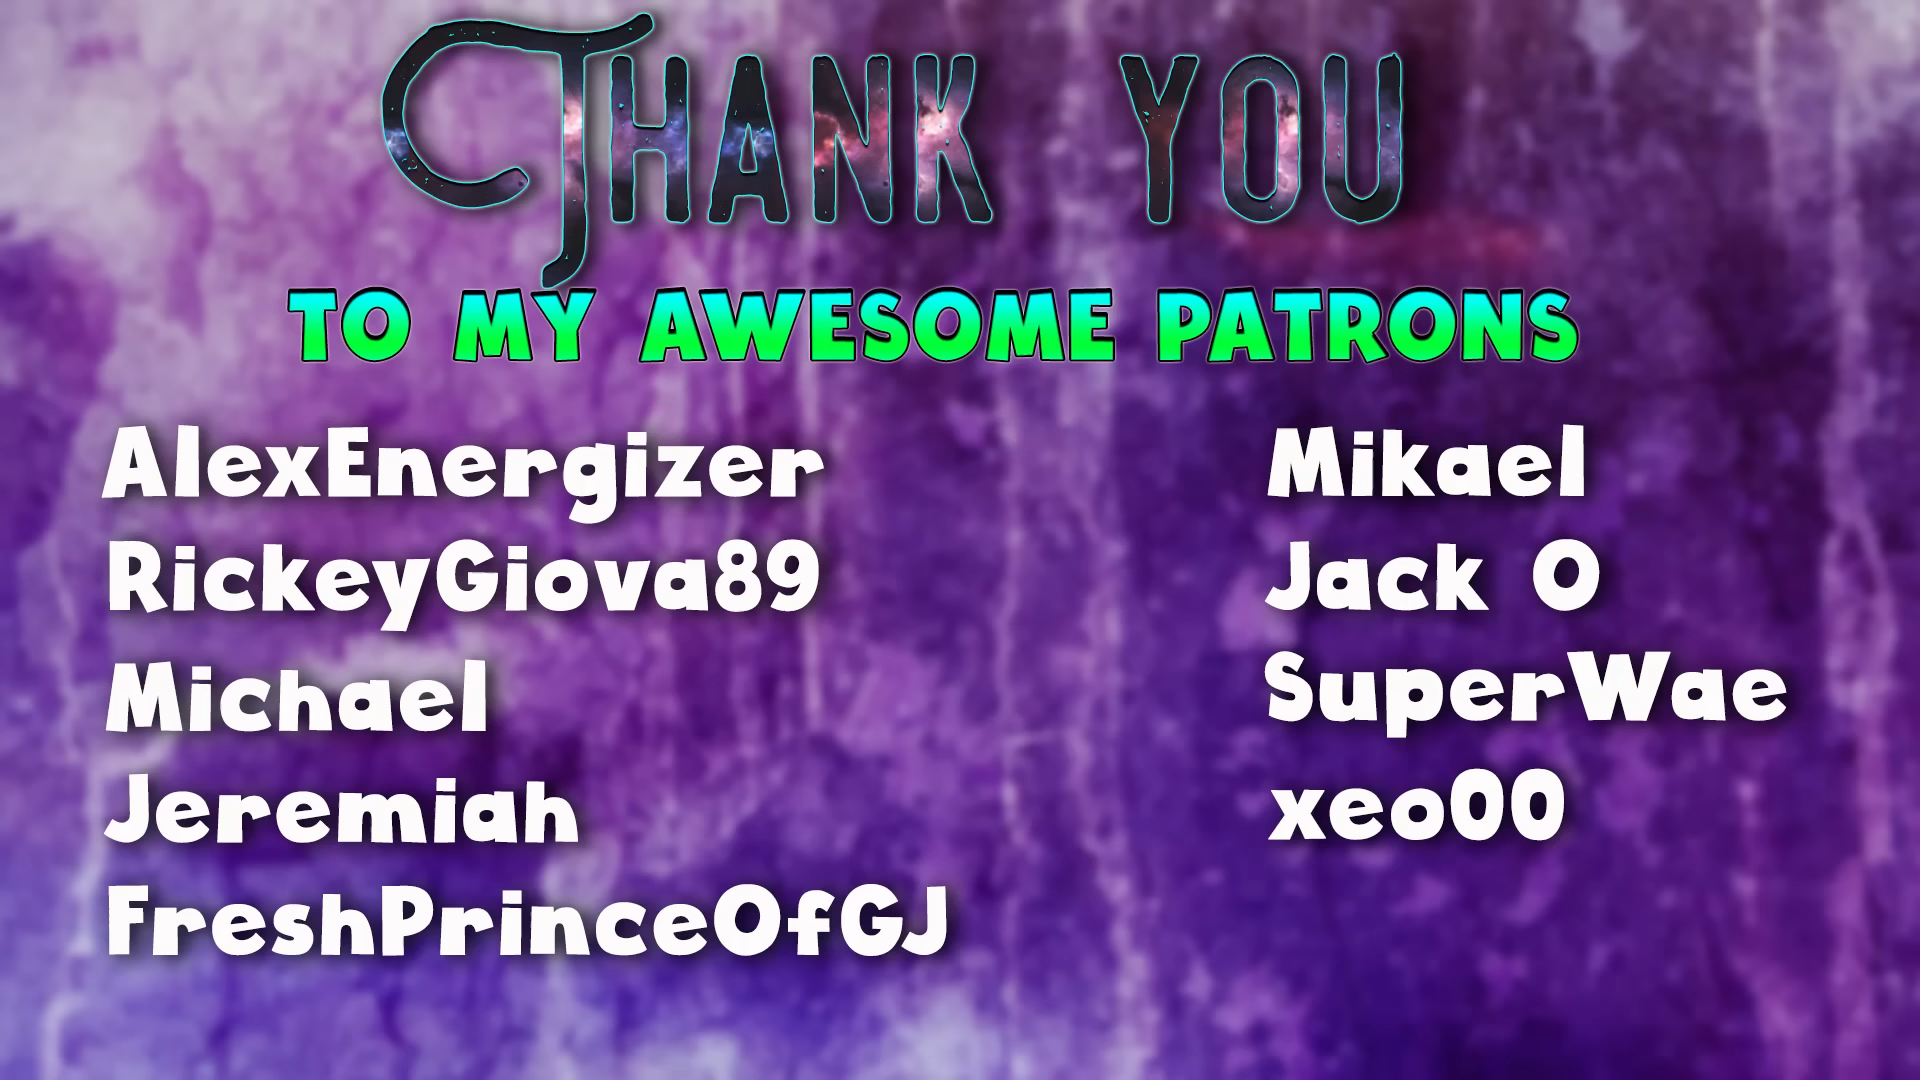 Thank you
TO MY AWESOME PATRONS
AlexEnergizer
RickeyGiova89
Michael
Jeremiah
FreshPrinceOfGJ
Mikael
Jack O
SuperWae
xeo00